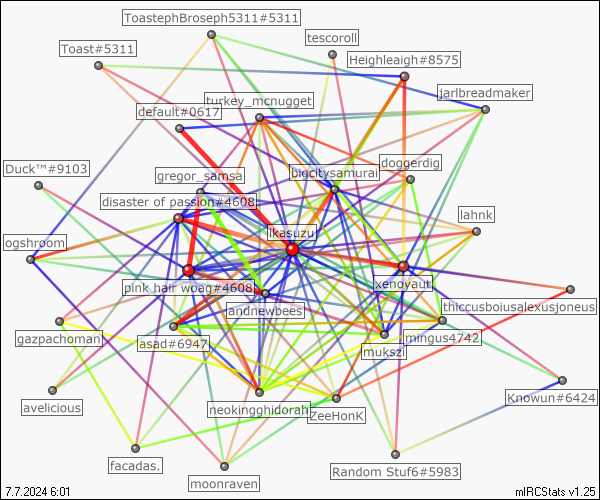 ToastephBroseph5311#5311
tescoroll
Toast#5311
Heighleaigh#8575
jarlbreadmaker
turkey_mcnugget
default#0617
doggerdig
Duck™#9103
gregor_samsa
bigcitysamurai
disaster of passion#4608
lahnk
ikasuzu
ogshroom
pink hair woag#4608
xenovaut
andnewbees
thiccusboiusalexusjoneus
gazpachoman
asad#6947
mukszi
mingus4742
avelicious
neokingghidorah
ZeeHonK
Knowun#6424
facadas.
moonraven
Random Stuf6#5983
7.7.2024 6:01
mIRCStats v1.25